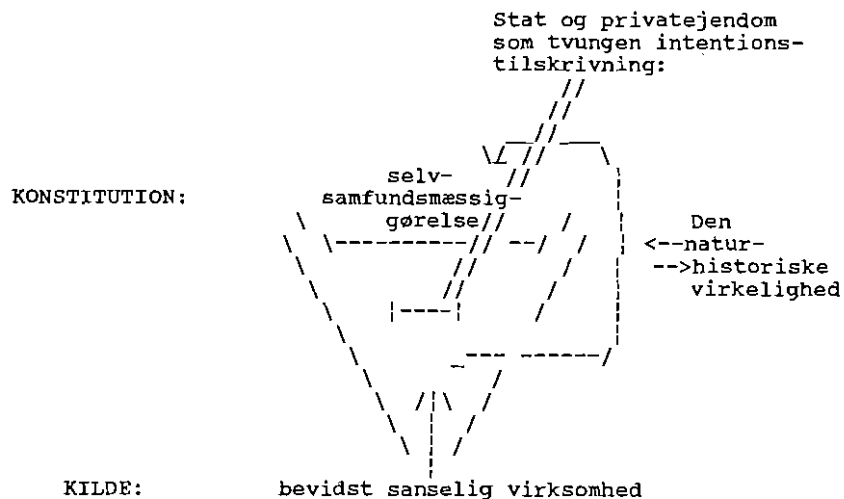 Stat og privatejendom
som tvungen intentions-
tilskrivning:
KONSTITUTION:
selv-
samfundsmæssig-
gørelse
Den
<--natur-
-->historiske
virkelighed
KILDE:
bevidst sanselig virksomhed